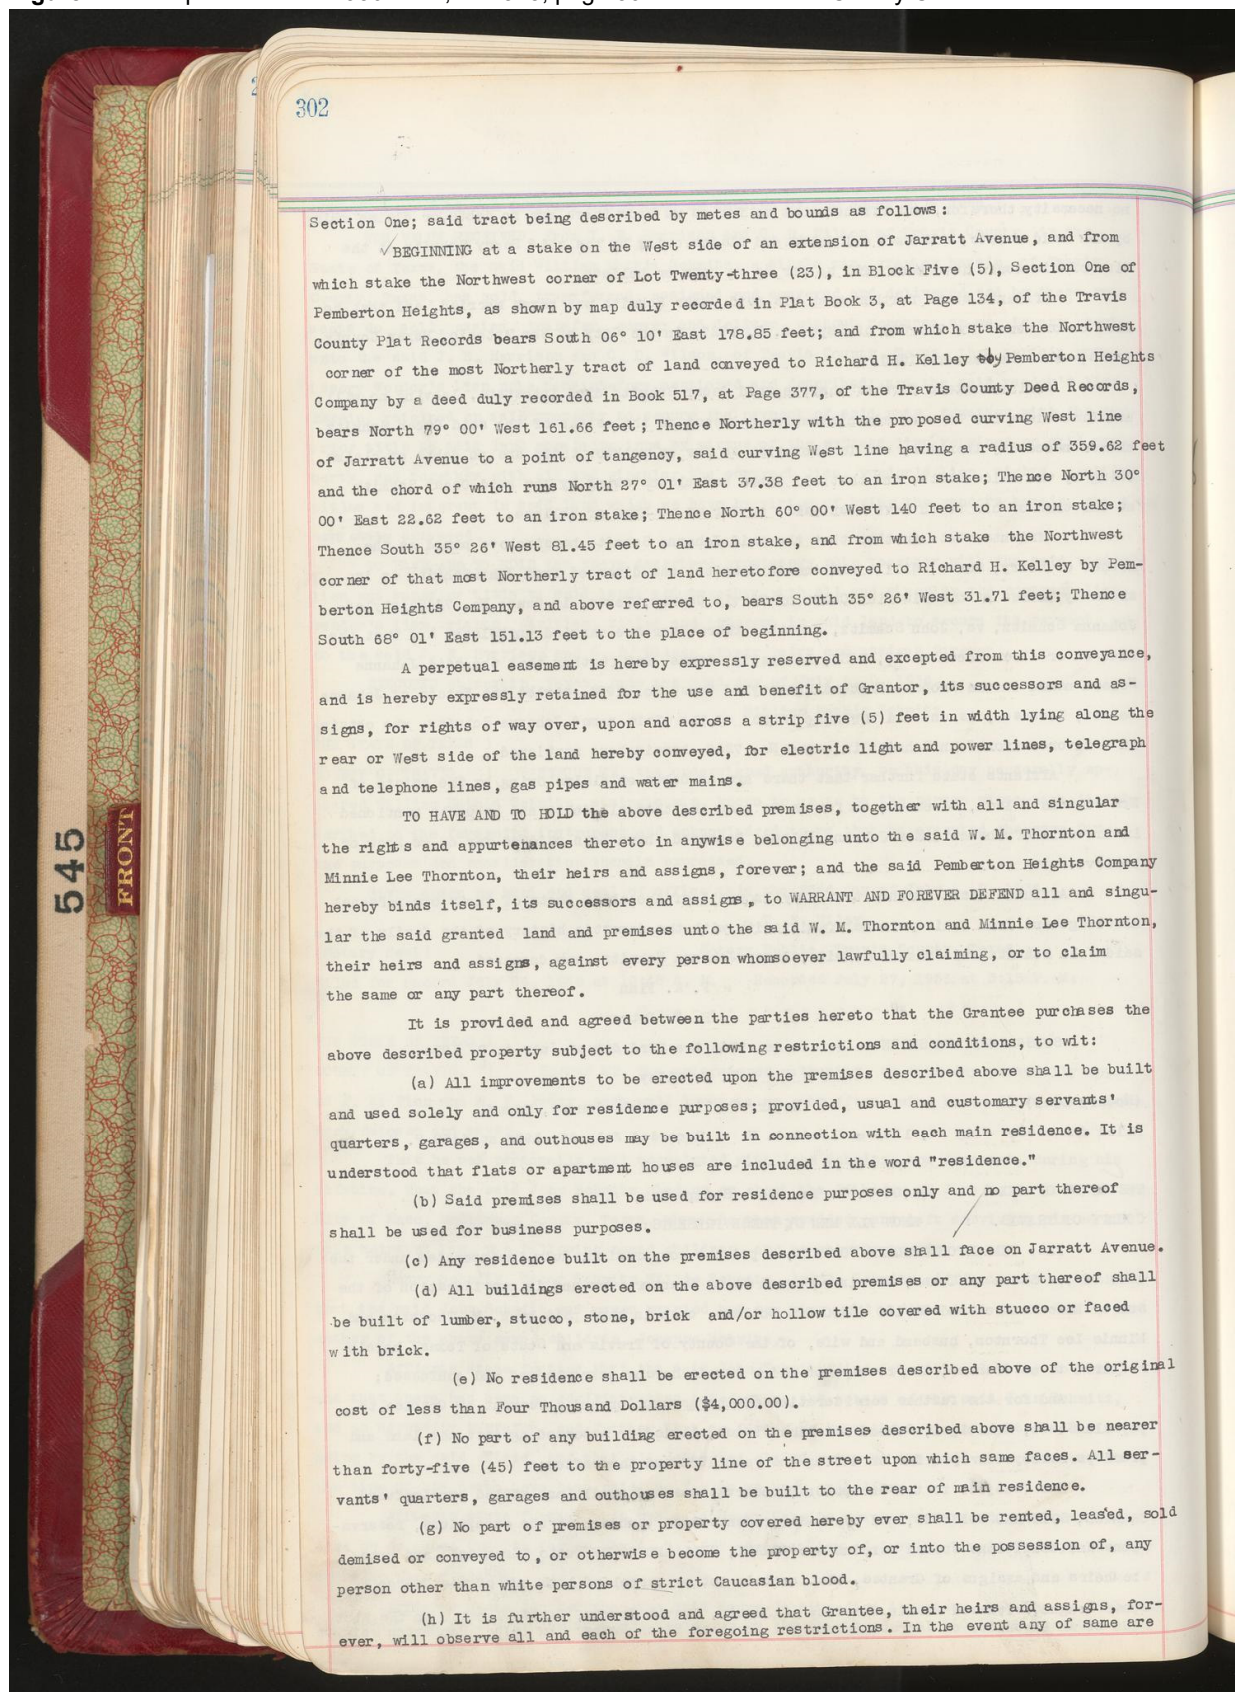 302
Section One; said tract being described by metes and bounds as follows:
✓BEGINNING at a stake on the West side of an extension of Jarratt Avenue, and from
which stake the Northwest corner of Lot Twenty-three (23), in Block Five (5), Section One of
Pemberton Heights, as shown by map duly recorded in Plat Book 3, at Page 134, of the Travis
County Plat Records bears South 06° 10' East 178.85 feet; and from which stake the Northwest
corner of the most Northerly tract of land conveyed to Richard H. Kelley by Pemberton Heights
Company by a deed duly recorded in Book 517, at Page 377, of the Travis County Deed Records,
bears North 79° 00' West 161.66 feet; Thence Northerly with the proposed curving West line
of Jarratt Avenue to a point of tangency, said curving West line having a radius of 359.62 feet
and the chord of which runs North 27° 01' East 37.38 feet to an iron stake; Thence North 30°
00' East 22.62 feet to an iron stake; Thence North 60° 00' West 140 feet to an iron stake;
Thence South 35° 26' West 81.45 feet to an iron stake, and from which stake the Northwest
corner of that most Northerly tract of land heretofore conveyed to Richard H. Kelley by Pem-
berton Heights Company, and above referred to, bears South 35° 26' West 31.71 feet; Thence
South 68° 01' East 151.13 feet to the place of beginning.
A perpetual easement is hereby expressly reserved and excepted from this conveyance,
and is hereby expressly retained for the use and benefit of Grantor, its successors and as-
signs, for rights of way over, upon and across a strip five (5) feet in width lying along the
rear or West side of the land hereby conveyed, for electric light and power lines, telegraph
and telephone lines, gas pipes and water mains.
TO HAVE AND TO HOLD the above described premises, together with all and singular
the rights and appurtenances thereto in anywise belonging unto the said W. M. Thornton and
Minnie Lee Thornton, their heirs and assigns, forever; and the said Pemberton Heights Company
hereby binds itself, its successors and assigns, to WARRANT AND FOREVER DEFEND all and singu-
lar the said granted land and premises unto the said W. M. Thornton and Minnie Lee Thornton,
their heirs and assigns, against every person whomsoever lawfully claiming, or to claim
the same or any part thereof.
It is provided and agreed between the parties hereto that the Grantee purchases the
above described property subject to the following restrictions and conditions, to wit:
(a) All improvements to be erected upon the premises described above shall be built
and used solely and only for residence purposes; provided, usual and customary servants'
quarters, garages, and outhouses may be built in connection with each main residence. It is
understood that flats or apartment houses are included in the word "residence."
(b) Said premises shall be used for residence purposes only and no part thereof
shall be used for business purposes.
(c) Any residence built on the premises described above shall face on Jarratt Avenue.
(d) All buildings erected on the above described premises or any part thereof shall
be built of lumber, stucco, stone, brick and/or hollow tile covered with stucco or faced
with brick.
(e) No residence shall be erected on the premises described above of the original
cost of less than Four Thousand Dollars ($4,000.00).
(f) No part of any building erected on the premises described above shall be nearer
than forty-five (45) feet to the property line of the street upon which same faces. All ser-
vants' quarters, garages and outhouses shall be built to the rear of main residence.
(g) No part of premises or property covered hereby ever shall be rented, leased, sold
demised or conveyed to, or otherwise become the property of, or into the possession of, any
person other than white persons of strict Caucasian blood.
(h) It is further understood and agreed that Grantee, their heirs and assigns, for-
ever, will observe all and each of the foregoing restrictions. In the event any of same are
545
FRONT